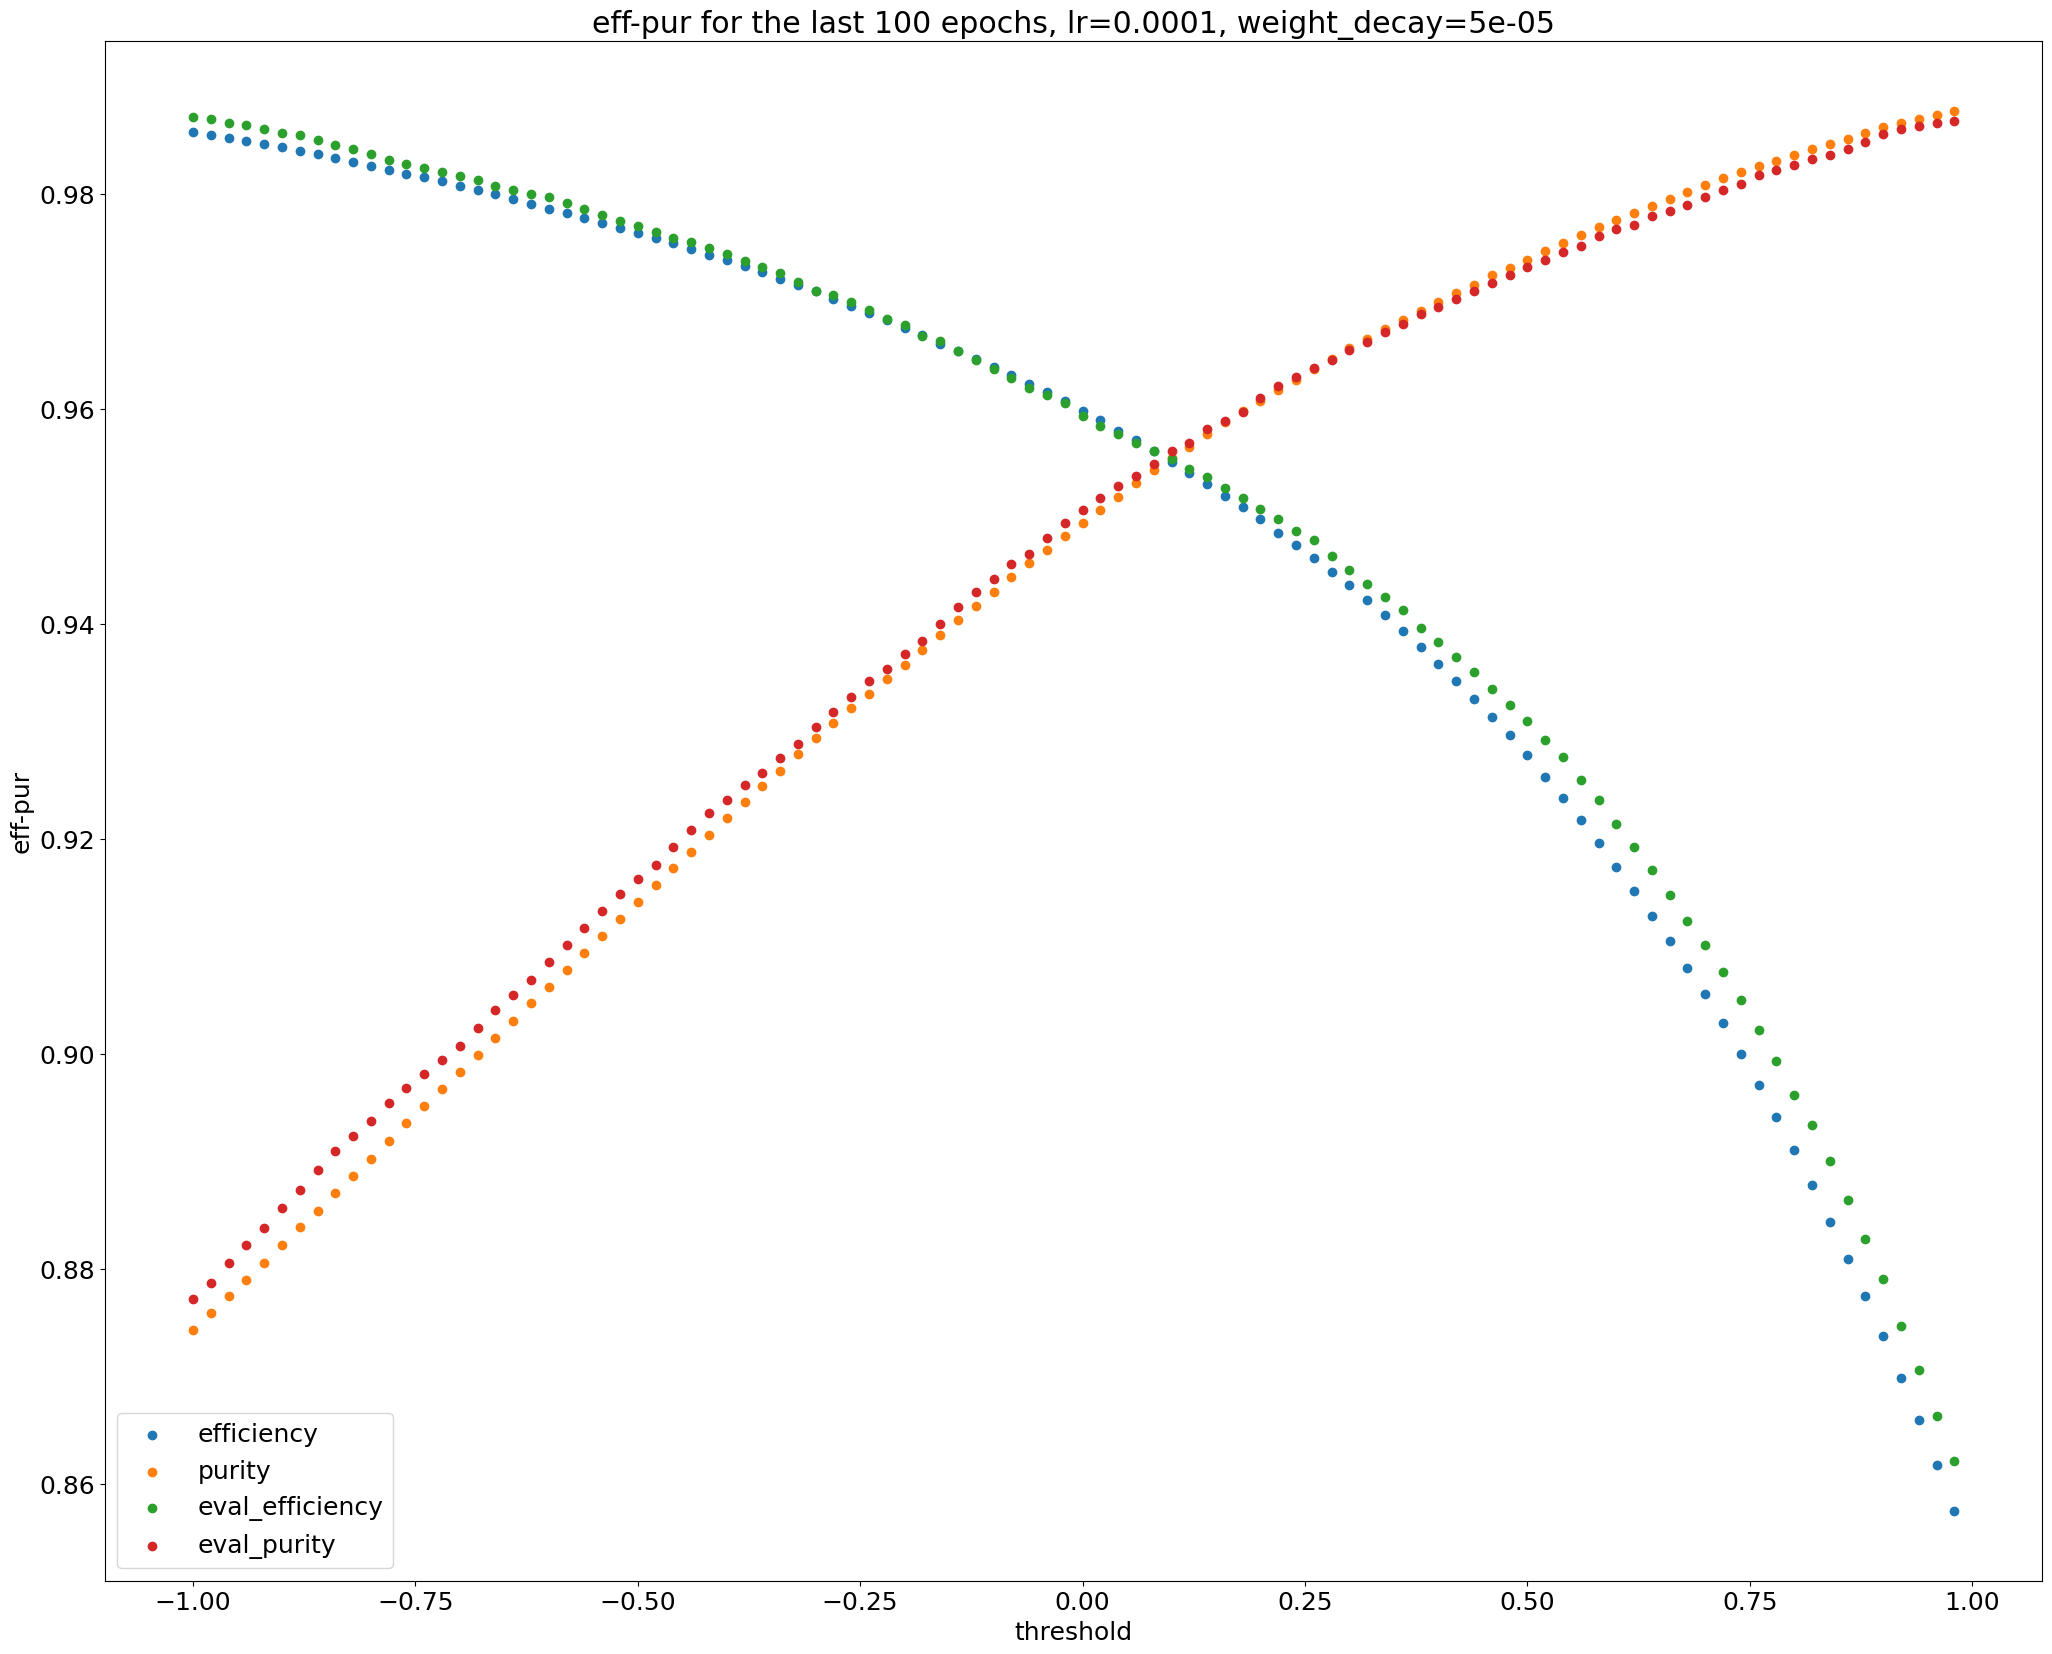 eff-pur for the last 100 epochs, lr=0.0001, weight_decay=5e-05
eff-pur
0.98
0.96
0.94
0.92
0.90
0.88
0.86
efficiency
purity
eval_efficiency
eval_purity
−1.00 −0.75 −0.50 −0.25 0.00 0.25 0.50 0.75 1.00
threshold